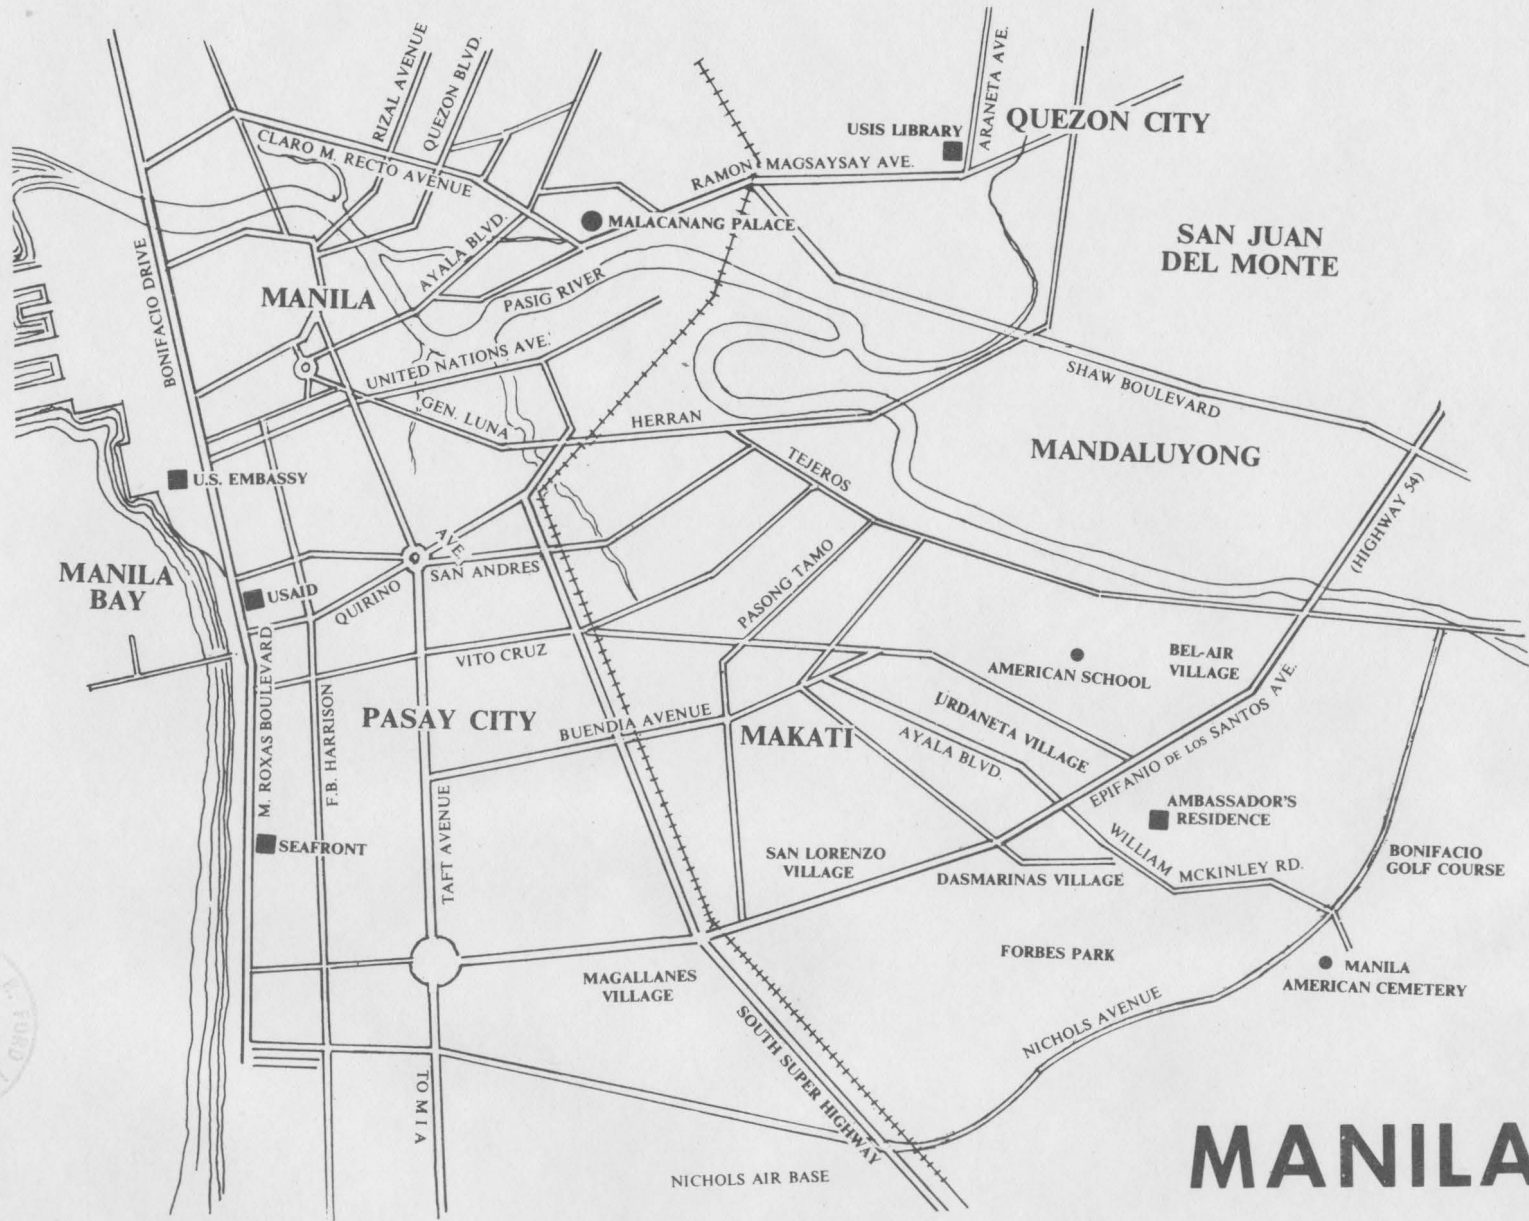 RIZAL AVENUE
QUEZON BLVD.
ARANETA AVE.
QUEZON CITY
USIS LIBRARY
CLARO M. RECTO AVENUE
RAMON MAGSAYSAY AVE.
MALACANANG PALACE
AYALA BLVD.
SAN JUAN
DEL MONTE
BONIFACIO DRIVE
MANILA
PASIG RIVER
UNITED NATIONS AVE.
GEN. LUNA
HERRAN
SHAW BOULEVARD
MANDALUYONG
TEJEROS
U.S. EMBASSY
(HIGHWAY 54)
MANILA
BAY
USAID
QUIRINO AVE.
SAN ANDRES
PASONG TAMO
VITO CRUZ
AMERICAN SCHOOL
BEL-AIR
VILLAGE
M. ROXAS BOULEVARD
F.B. HARRISON
PASAY CITY
BUENDIA AVENUE
MAKATI
URDANETA VILLAGE
AYALA BLVD.
EPIFANIO DE LOS SANTOS AVE.
TAFT AVENUE
SEAFRONT
AMBASSADOR'S
RESIDENCE
SAN LORENZO
VILLAGE
DASMARINAS VILLAGE
WILLIAM MCKINLEY RD.
BONIFACIO
GOLF COURSE
FORBES PARK
MANILA
AMERICAN CEMETERY
MAGALLANES
VILLAGE
NICHOLS AVENUE
SOUTH SUPER HIGHWAY
TO MIA
NICHOLS AIR BASE
MANILA